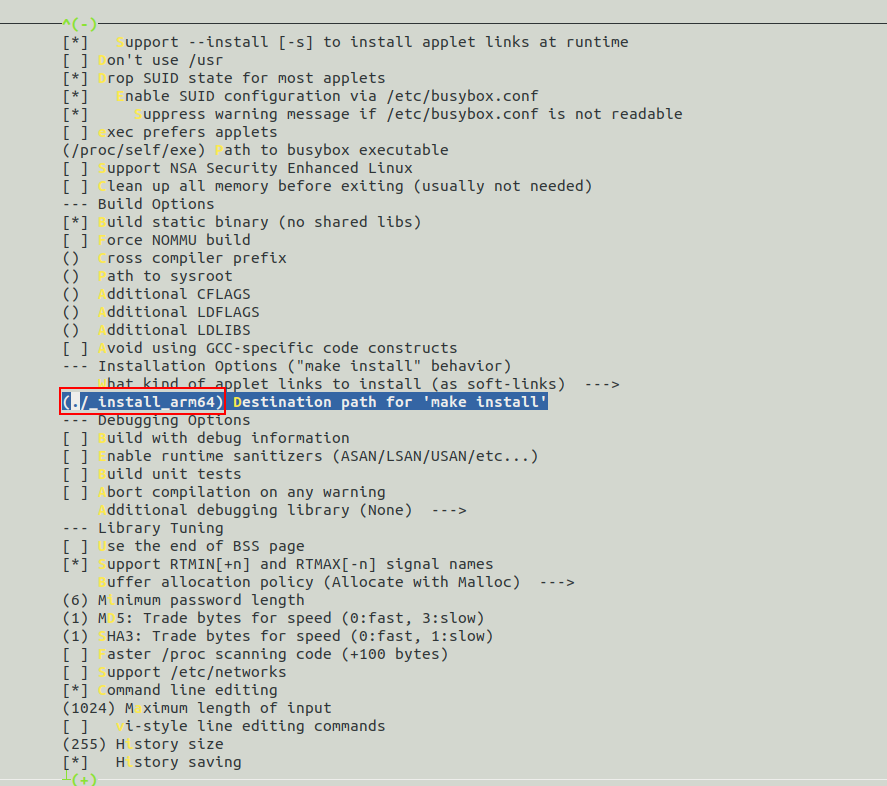 ^(-)
[*]   Support --install [-s] to install applet links at runtime
[ ] Don't use /usr
[*] Drop SUID state for most applets
[*]   Enable SUID configuration via /etc/busybox.conf
[*]     Suppress warning message if /etc/busybox.conf is not readable
[ ] exec prefers applets
(/proc/self/exe) Path to busybox executable
[ ] Support NSA Security Enhanced Linux
[ ] Clean up all memory before exiting (usually not needed)
--- Build Options
[*] Build static binary (no shared libs)
[ ] Force NOMMU build
()  Cross compiler prefix
()  Path to sysroot
()  Additional CFLAGS
()  Additional LDFLAGS
()  Additional LDLIBS
[ ] Avoid using GCC-specific code constructs
--- Installation Options ("make install" behavior)
    What kind of applet links to install (as soft-links)  --->
(./_install_arm64) Destination path for 'make install'
--- Debugging Options
[ ] Build with debug information
[ ] Enable runtime sanitizers (ASAN/LSAN/USAN/etc...)
[ ] Build unit tests
[ ] Abort compilation on any warning
    Additional debugging library (None)  --->
--- Library Tuning
[ ] Use the end of BSS page
[*] Support RTMIN[+n] and RTMAX[-n] signal names
    Buffer allocation policy (Allocate with Malloc)  --->
(6) Minimum password length
(1) MD5: Trade bytes for speed (0:fast, 3:slow)
(1) SHA3: Trade bytes for speed (0:fast, 1:slow)
[ ] Faster /proc scanning code (+100 bytes)
[ ] Support /etc/networks
[*] Command line editing
(1024) Maximum length of input
[ ]   vi-style line editing commands
(255) History size
[*]   History saving
(+)